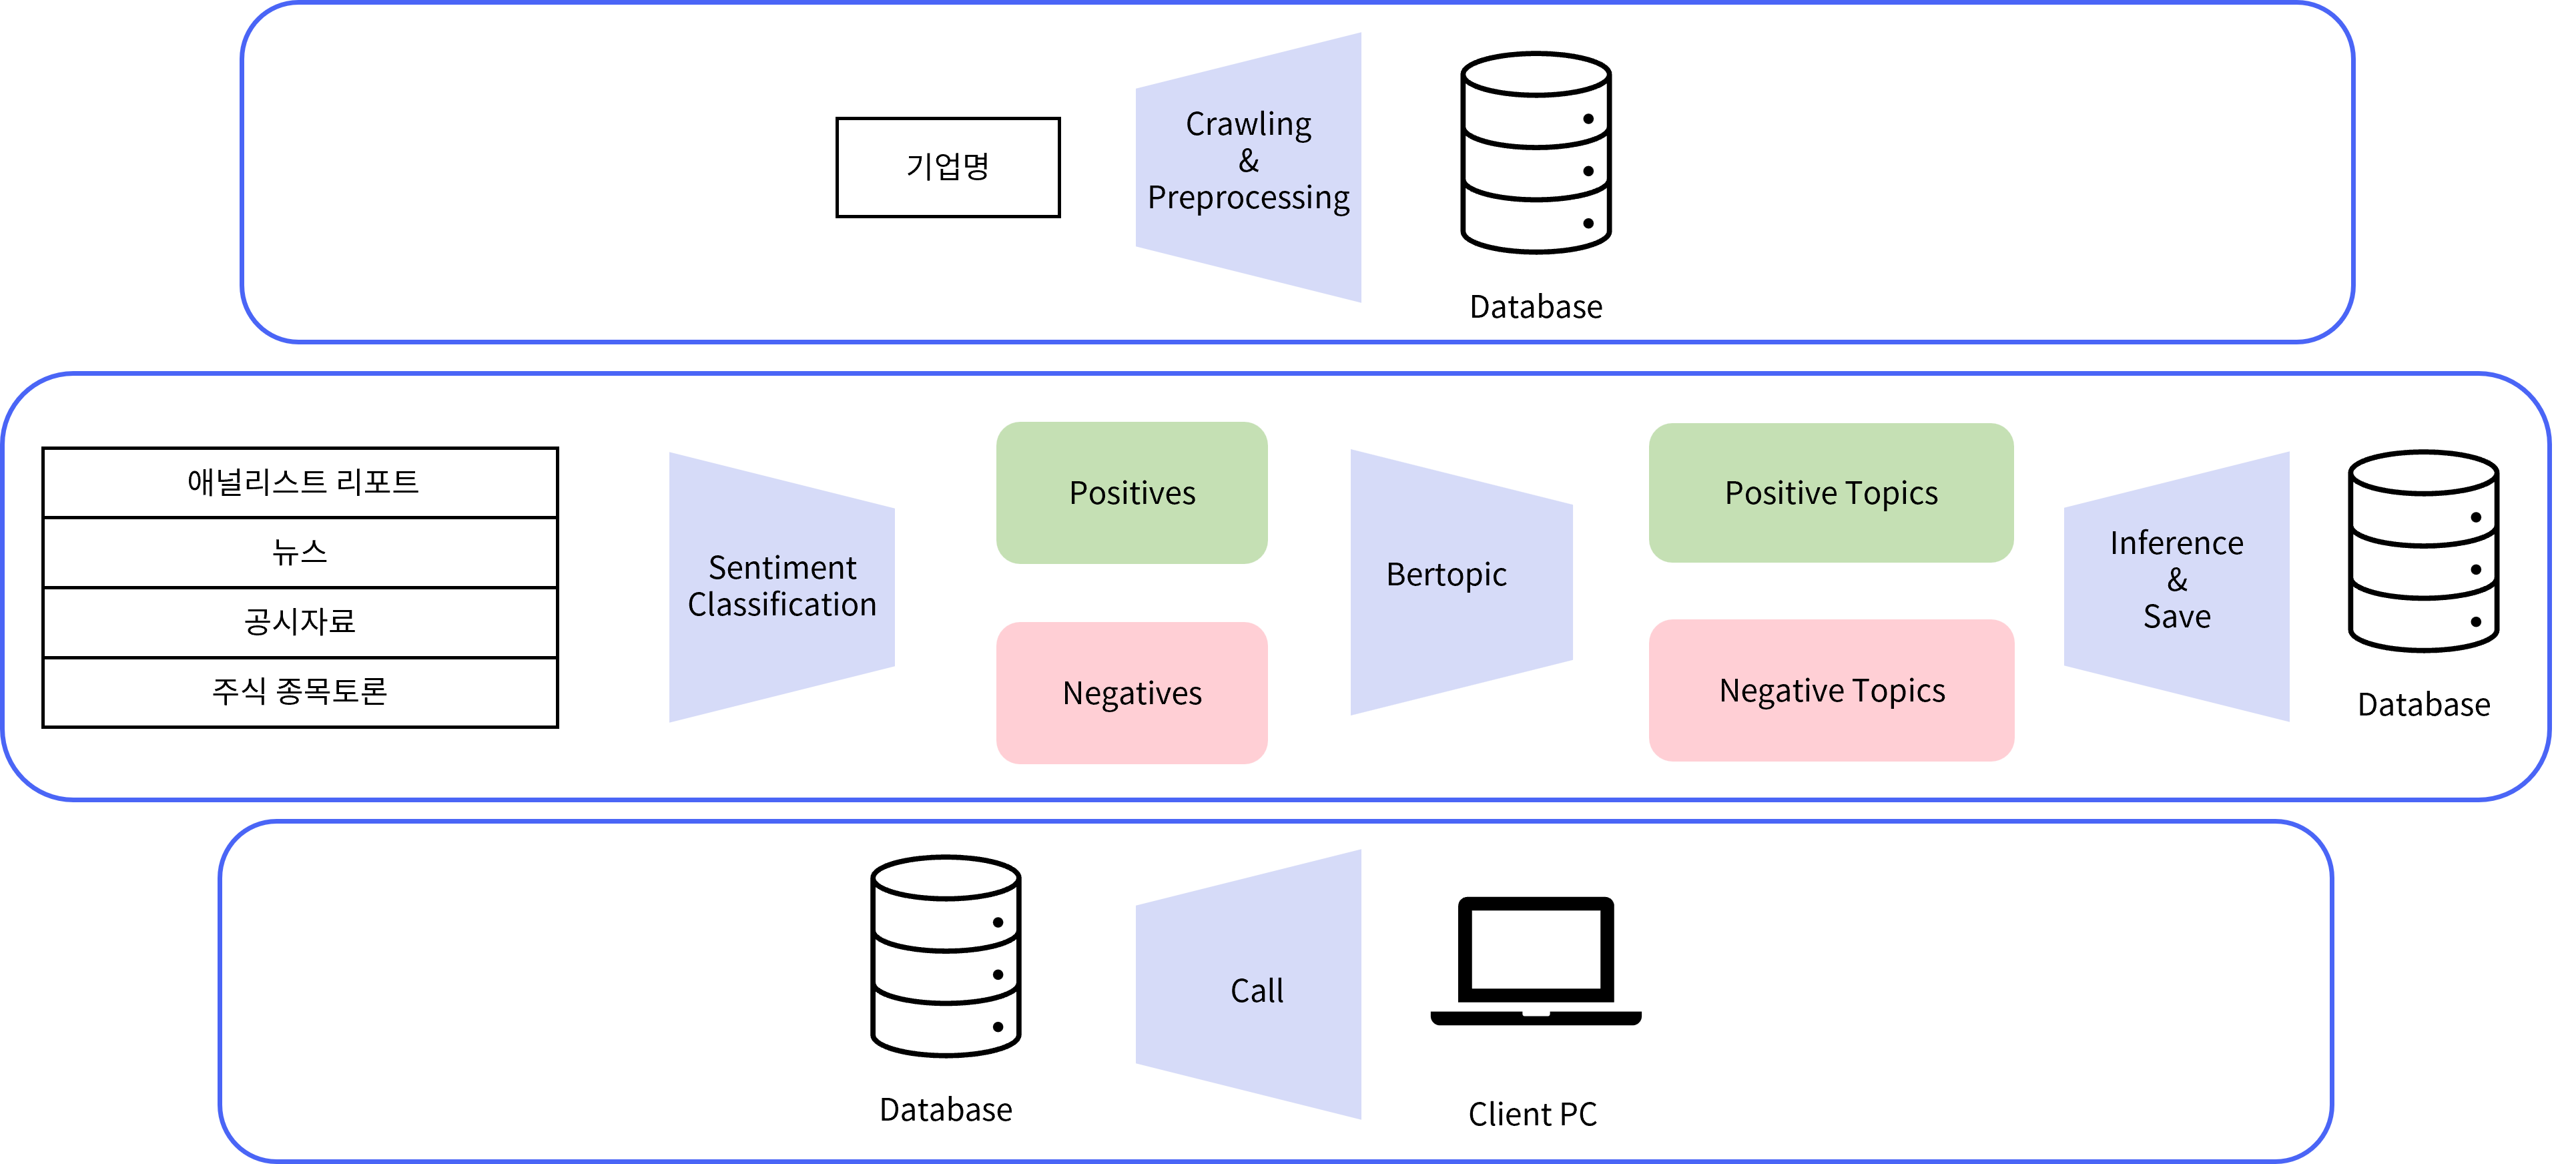 기업명
Crawling
&
Preprocessing
Database
애널리스트 리포트
뉴스
공시자료
주식 종목토론
Sentiment
Classification
Positives
Negatives
Bertopic
Positive Topics
Negative Topics
Inference
&
Save
Database
Database
Call
Client PC